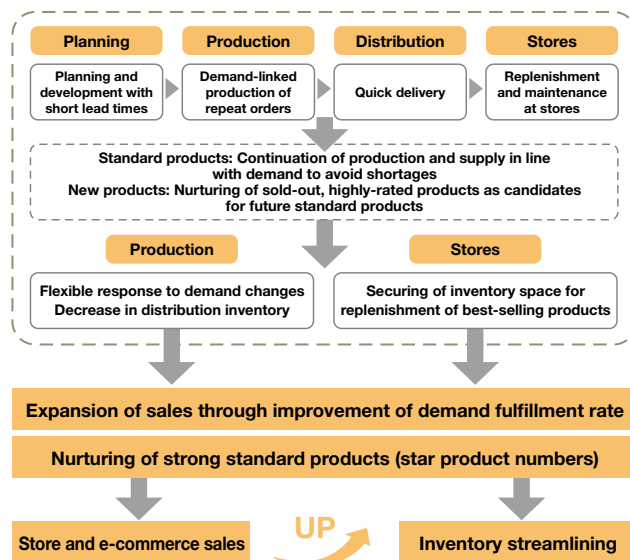 Planning
Production
Distribution
Stores
Planning and
development with
short lead times
Demand-linked
production of
repeat orders
Quick delivery
Replenishment
and maintenance
at stores
Standard products: Continuation of production and supply in line
with demand to avoid shortages
New products: Nurturing of sold-out, highly-rated products as candidates
for future standard products
Production
Stores
Flexible response to demand changes
Decrease in distribution inventory
Securing of inventory space for
replenishment of best-selling products
Expansion of sales through improvement of demand fulfillment rate
Nurturing of strong standard products (star product numbers)
UP
Store and e-commerce sales
Inventory streamlining